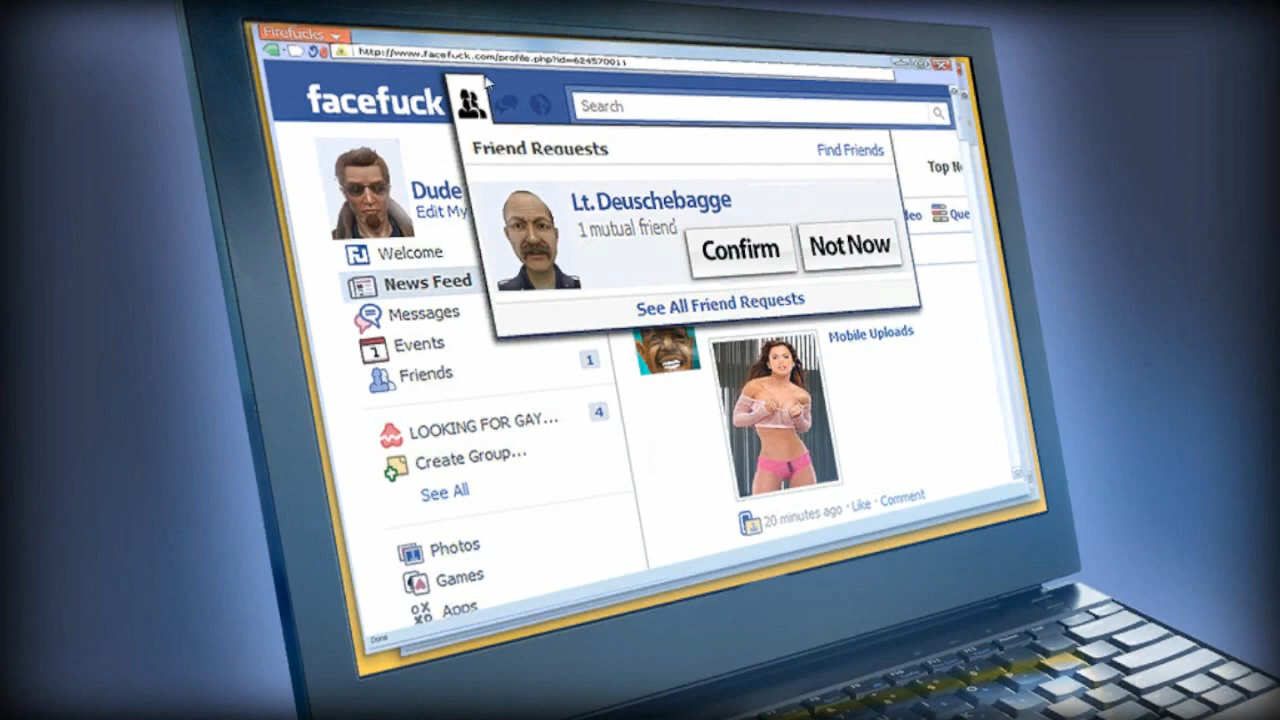 Firefucks
http://www.facefuck.com/profile.php?id=624570011
facefuck
Search
Friend Requests
Find Friends
Top Ne
Dude
Edit My
Lt. Deuschebagge
1 mutual friend
Confirm
Not Now
deo
Que
See All Friend Requests
Welcome
News Feed
Messages
1
Events
Friends
1
LOOKING FOR GAY...
4
Create Group...
See All
Mobile Uploads
20 minutes ago · Like · Comment
Photos
Games
Apps
Done